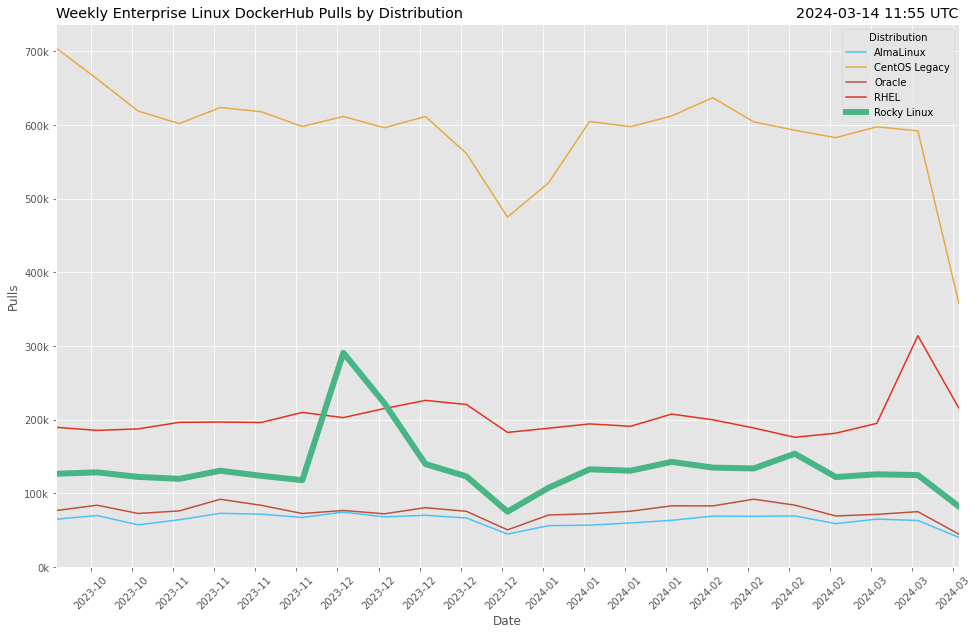 Weekly Enterprise Linux DockerHub Pulls by Distribution
2024-03-14 11:55 UTC
Distribution
AlmaLinux
CentOS Legacy
Oracle
RHEL
Rocky Linux
700k
600k
500k
400k
300k
200k
100k
0k
Pulls
2023-10
2023-10
2023-11
2023-11
2023-11
2023-11
2023-12
2023-12
2023-12
2023-12
2023-12
2024-01
2024-01
2024-01
2024-01
2024-02
2024-02
2024-02
2024-02
2024-03
2024-03
2024-03
Date